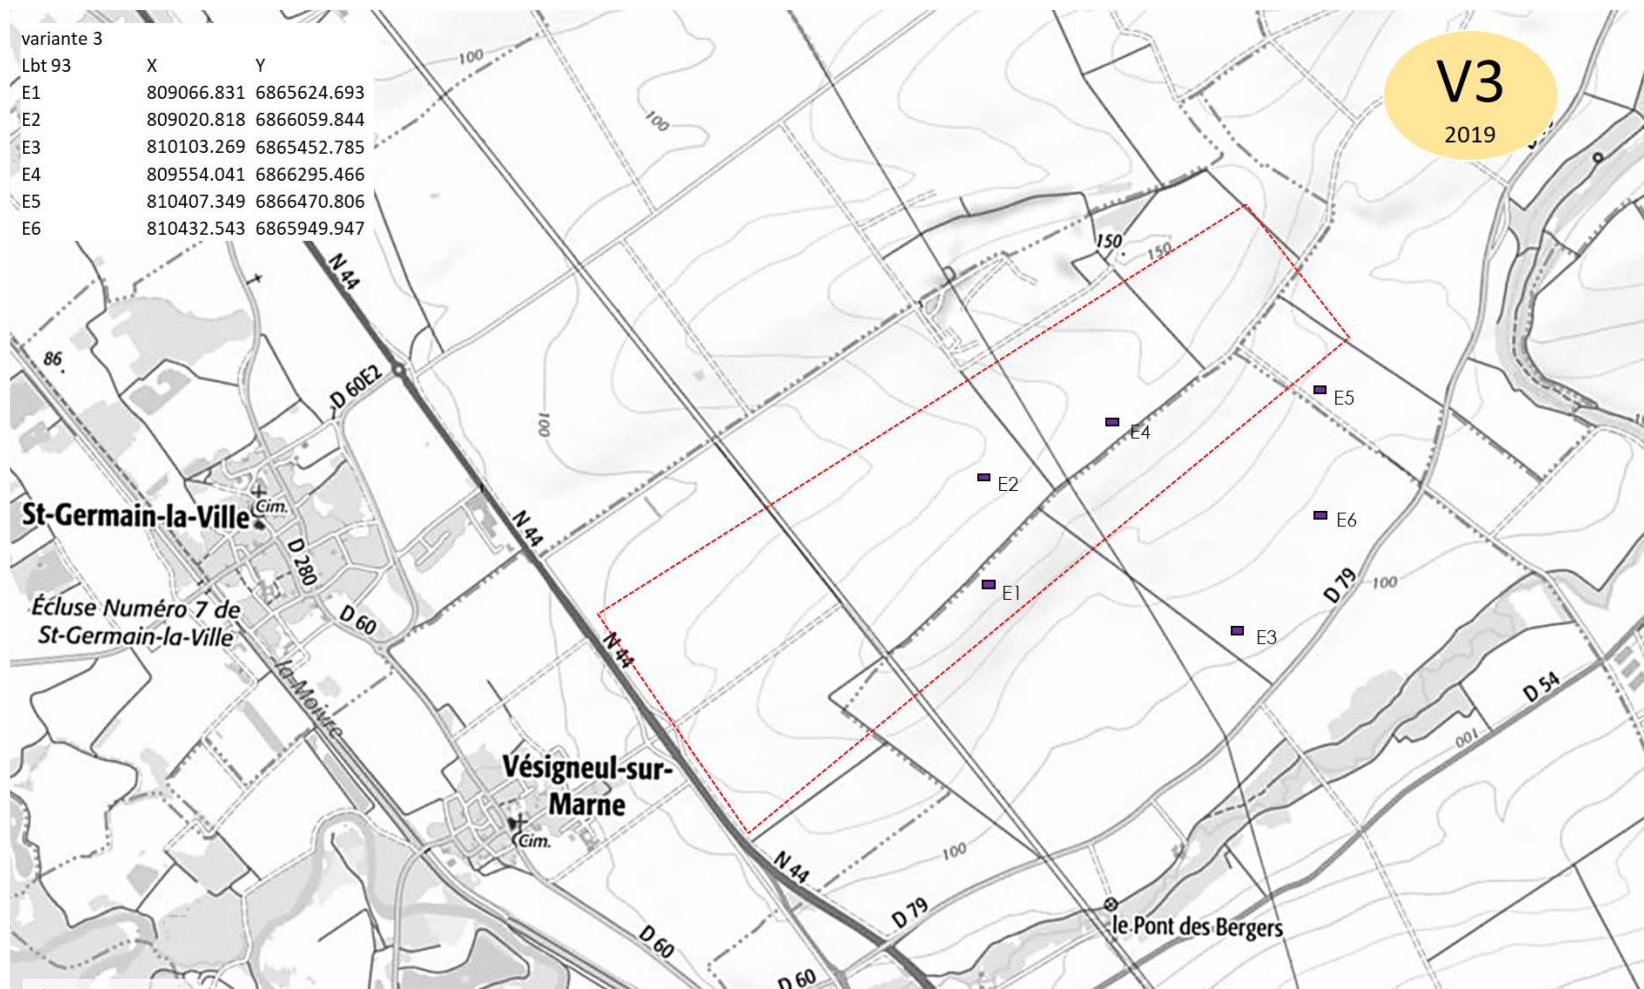 variante 3
Lbt 93 X Y
E1 809066.831 6865624.693
E2 809020.818 6866059.844
E3 810103.269 6865452.785
E4 809554.041 6866295.466
E5 810407.349 6866470.806
E6 810432.543 6865949.947
V3
2019
100
100
150
150
N 44
86
D 60E2
100
E5
E4
E2
St-Germain-la-Ville
Cim.
N 44
E6
D 280
D 79
100
E1
Écluse Numéro 7 de
St-Germain-la-Ville
D 60
N 44
E3
la Moivre
D 54
001
Vésigneul-sur-
Marne
Cim.
100
N 44
D 79
le Pont des Bergers
D 60
D 60